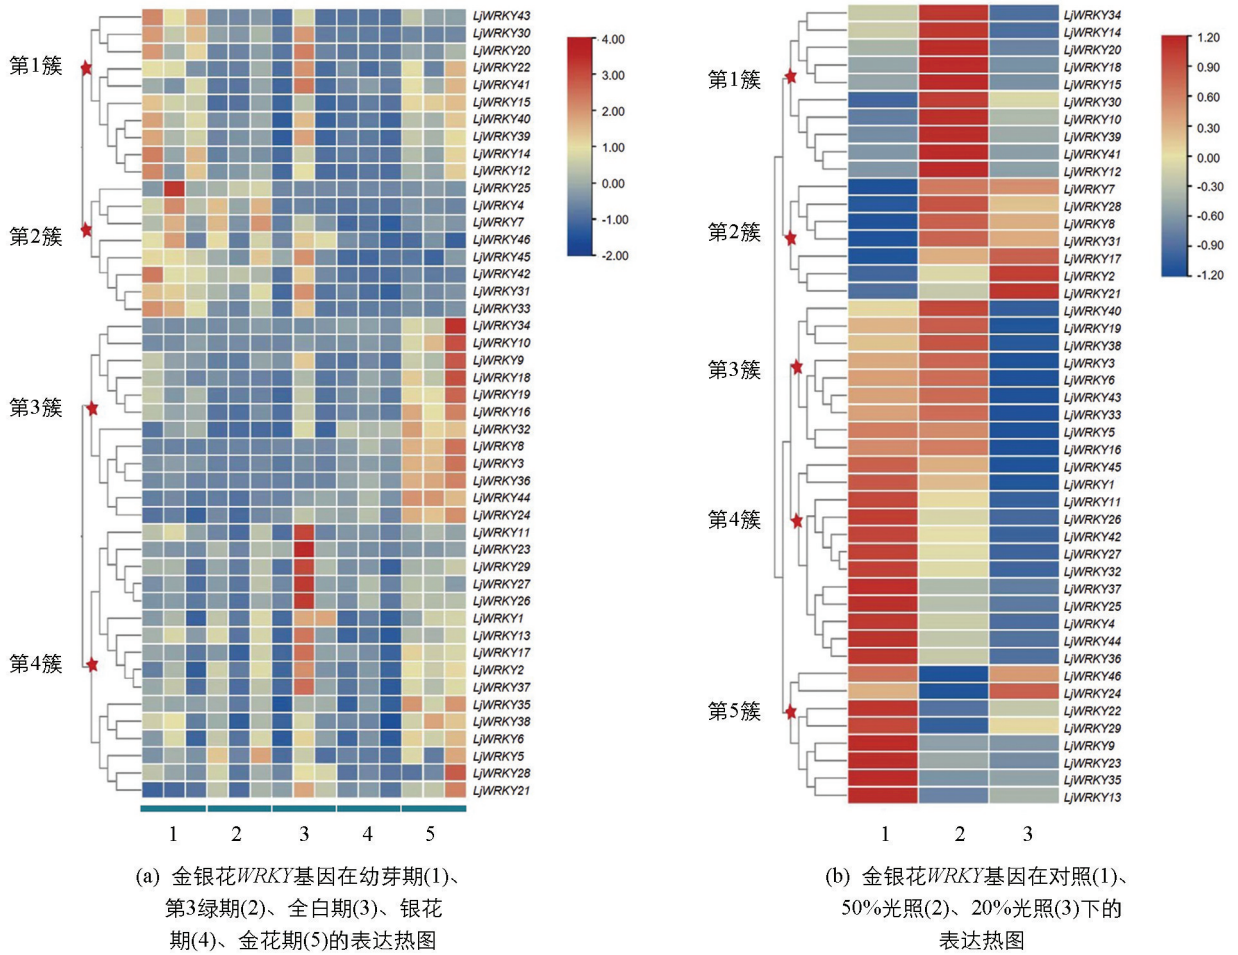 第1簇
第2簇
第3簇
第4簇
LjWRKY43
LjWRKY30
LjWRKY20
LjWRKY22
LjWRKY41
LjWRKY15
LjWRKY40
LjWRKY39
LjWRKY14
LjWRKY12
LjWRKY25
LjWRKY4
LjWRKY7
LjWRKY46
LjWRKY45
LjWRKY42
LjWRKY31
LjWRKY33
LjWRKY34
LjWRKY10
LjWRKY9
LjWRKY18
LjWRKY19
LjWRKY16
LjWRKY32
LjWRKY8
LjWRKY3
LjWRKY36
LjWRKY44
LjWRKY24
LjWRKY11
LjWRKY23
LjWRKY29
LjWRKY27
LjWRKY26
LjWRKY1
LjWRKY13
LjWRKY17
LjWRKY2
LjWRKY37
LjWRKY35
LjWRKY38
LjWRKY6
LjWRKY5
LjWRKY28
LjWRKY21
4.00
3.00
2.00
1.00
0.00
-1.00
-2.00
1 2 3 4 5
(a) 金银花WRKY基因在幼芽期(1)、
第3绿期(2)、全白期(3)、银花
期(4)、金花期(5)的表达热图
第1簇
第2簇
第3簇
第4簇
第5簇
LjWRKY34
LjWRKY14
LjWRKY20
LjWRKY18
LjWRKY15
LjWRKY30
LjWRKY10
LjWRKY39
LjWRKY41
LjWRKY12
LjWRKY7
LjWRKY28
LjWRKY8
LjWRKY31
LjWRKY17
LjWRKY2
LjWRKY21
LjWRKY40
LjWRKY19
LjWRKY38
LjWRKY3
LjWRKY6
LjWRKY43
LjWRKY33
LjWRKY5
LjWRKY16
LjWRKY45
LjWRKY1
LjWRKY11
LjWRKY26
LjWRKY42
LjWRKY27
LjWRKY32
LjWRKY37
LjWRKY25
LjWRKY4
LjWRKY44
LjWRKY36
LjWRKY46
LjWRKY24
LjWRKY22
LjWRKY29
LjWRKY9
LjWRKY23
LjWRKY35
LjWRKY13
1.20
0.60
0.30
0.00
-0.30
-0.60
-0.90
-1.20
1 2 3
(b) 金银花WRKY基因在对照(1)、
50%光照(2)、20%光照(3)下的
表达热图